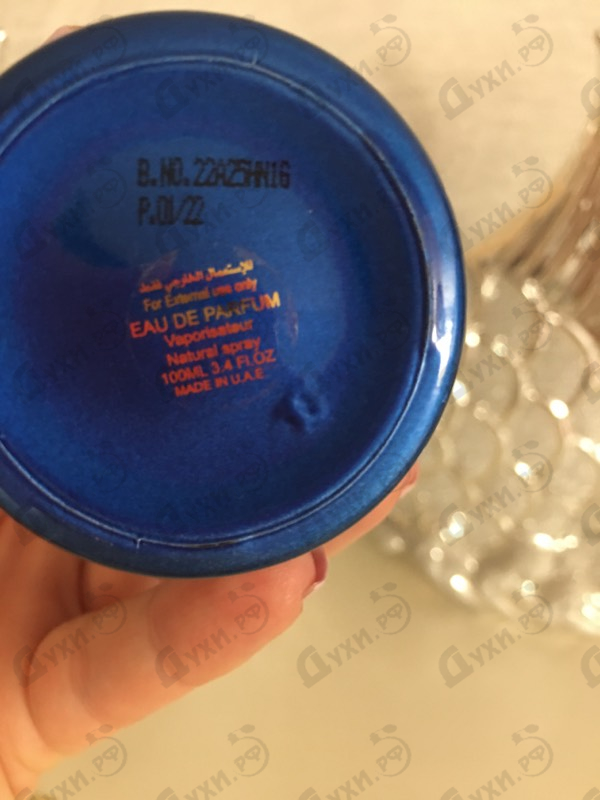 B.NO.22A25MN16
P.01/22
للإستعمال الخارجي فقط
For External use only
EAU DE PARFUM
Vaporisateur
Natural spray
100ML 3.4 Fl.OZ
MADE IN U.A.E.
Духи.РФ